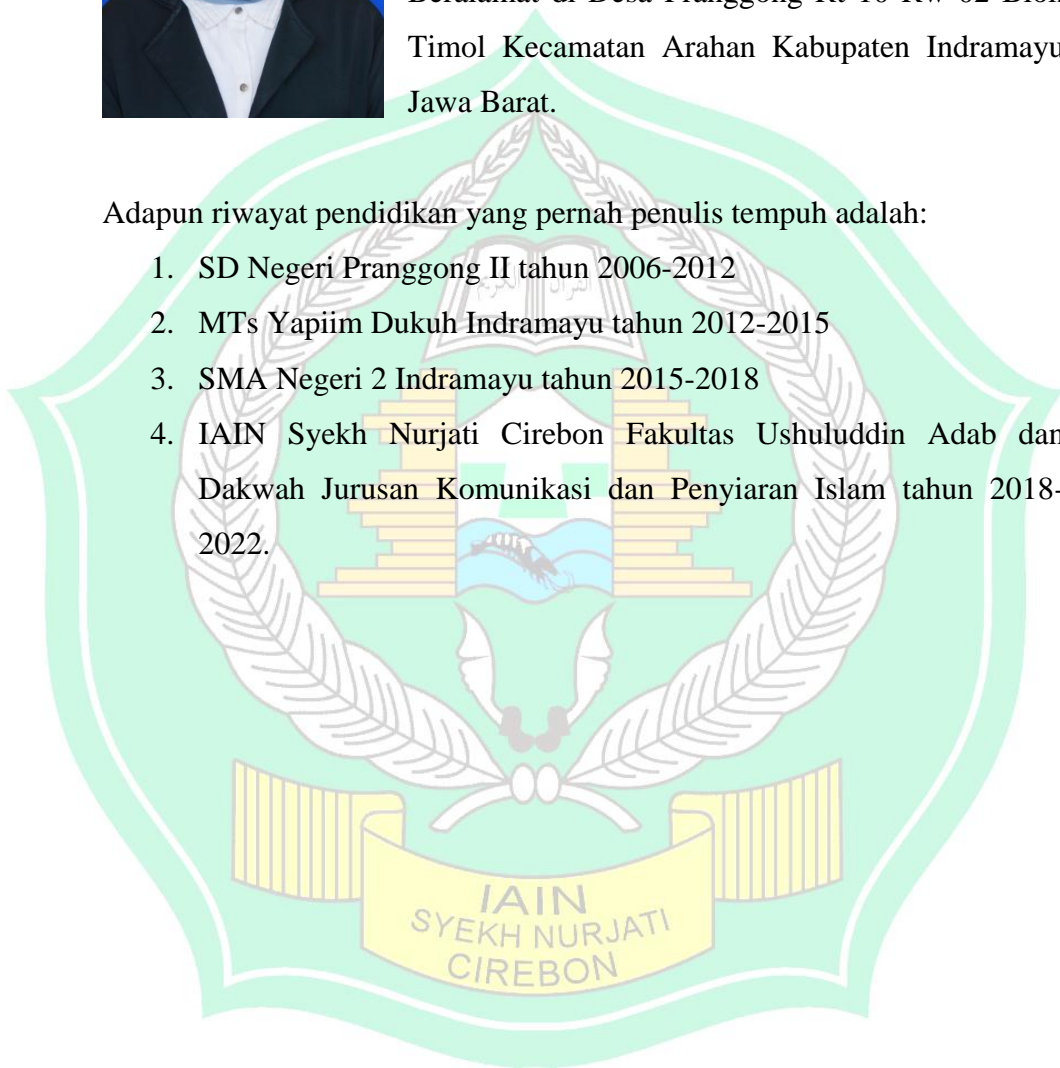 Timol Kecamatan Arahan Kabupaten Indramayu
Jawa Barat.
Adapun riwayat pendidikan yang pernah penulis tempuh adalah:
1. SD Negeri Pranggong II tahun 2006-2012
2. MTs Yapiim Dukuh Indramayu tahun 2012-2015
3. SMA Negeri 2 Indramayu tahun 2015-2018
4. IAIN Syekh Nurjati Cirebon Fakultas Ushuluddin Adab dan
Dakwah Jurusan Komunikasi dan Penyiaran Islam tahun 2018-
2022.
القرآن الكريم
IAIN
SYEKH NURJATI
CIREBON